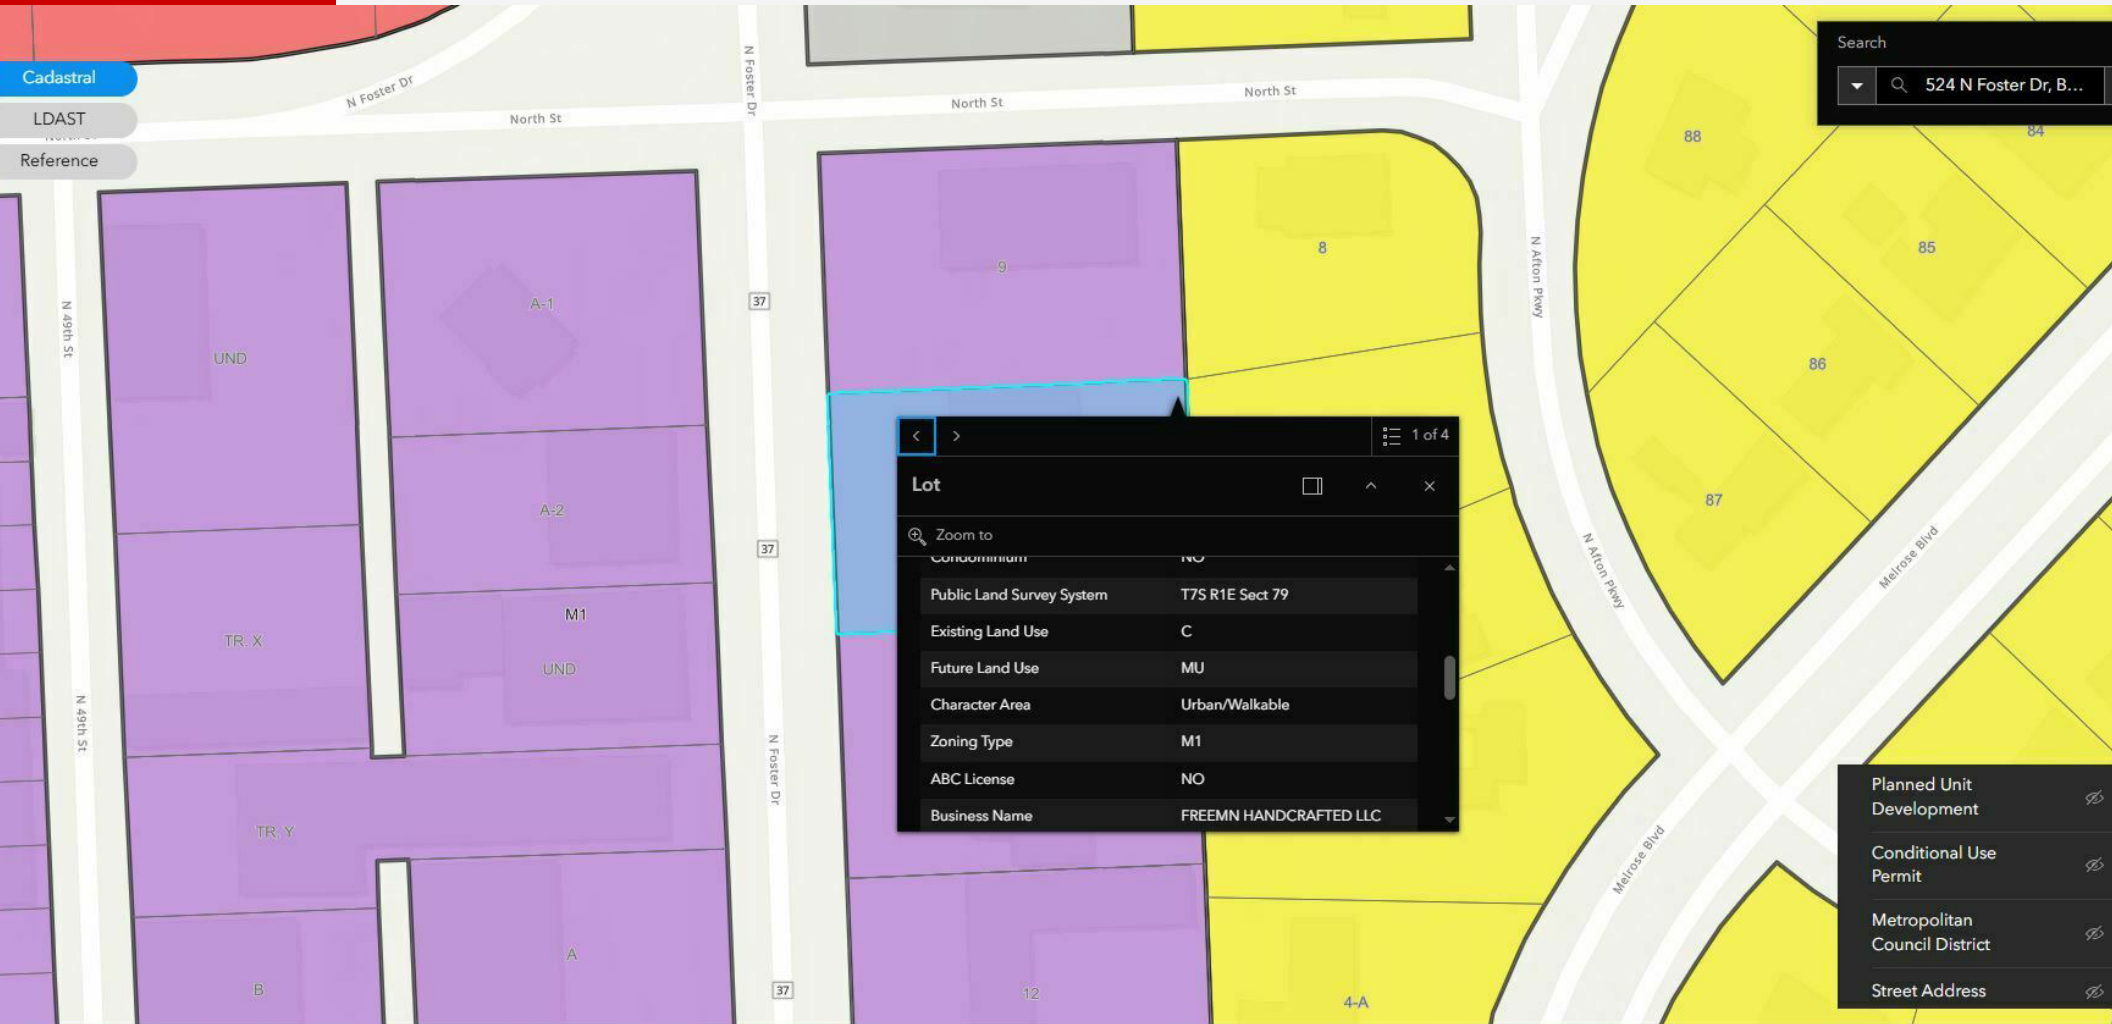 Search
524 N Foster Dr, B...
Cadastral
LDAST
Reference
N Foster Dr
North St
N Foster Dr
North St
North St
88
84
85
86
87
8
9
A-1
UND
37
N 49th St
N Afton Pkwy
A-2
37
M1
UND
TR. X
N 49th St
N Foster Dr
TR. Y
A
B
37
12
4-A
N Afton Pkwy
Melrose Blvd
Melrose Blvd
1 of 4
Lot
Zoom to
Condominium NO
Public Land Survey System T7S R1E Sect 79
Existing Land Use C
Future Land Use MU
Character Area Urban/Walkable
Zoning Type M1
ABC License NO
Business Name FREEMN HANDCRAFTED LLC
Planned Unit
Development
Conditional Use
Permit
Metropolitan
Council District
Street Address